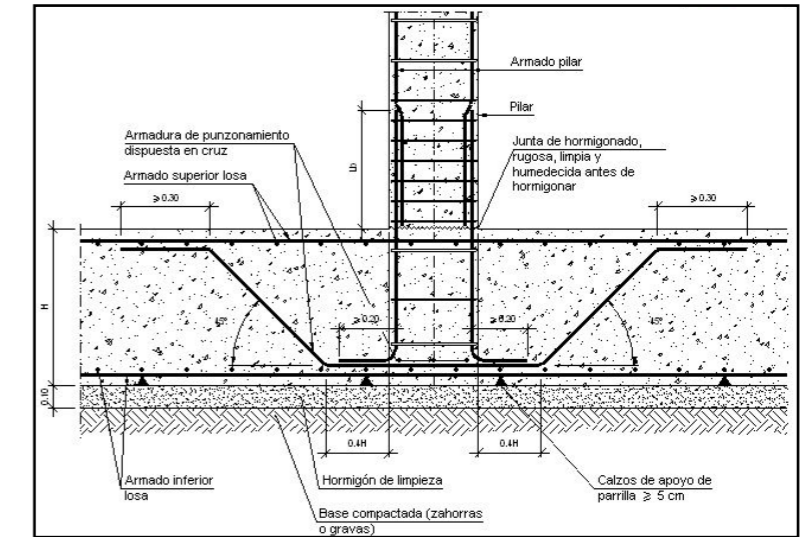 Armado pilar
Pilar
Armadura de punzonamiento
dispuesta en cruz
Armado superior losa
Lb
Junta de hormigonado,
rugosa, limpia y
humedecida antes de
hormigonar
≥0.30
≥0.30
H
45º
≥0.20
≥0.20
45º
0.10
0.4H
0.4H
Armado inferior
losa
Hormigón de limpieza
Calzos de apoyo de
parrilla ≥ 5 cm
Base compactada (zahorras
o gravas)